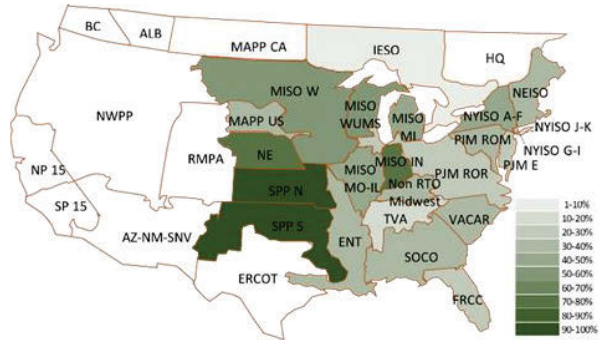 BC
ALB
MAPP CA
IESO
HQ
NWPP
MISO W
MAPP US
MISO
WUMS
MISO
MI
NEISO
NYISO A-F
NYISO J-K
NYISO G-I
PJM ROM
PJM E
RMPA
NE
MISO IN
PJM ROR
NP 15
SP 15
SPP N
MISO
MO-IL
Non RTO
Midwest
TVA
VACAR
AZ-NM-SNV
SPP S
ENT
SOCO
ERCOT
FRCC
1-10%
10-20%
20-30%
30-40%
40-50%
50-60%
60-70%
70-80%
80-90%
90-100%